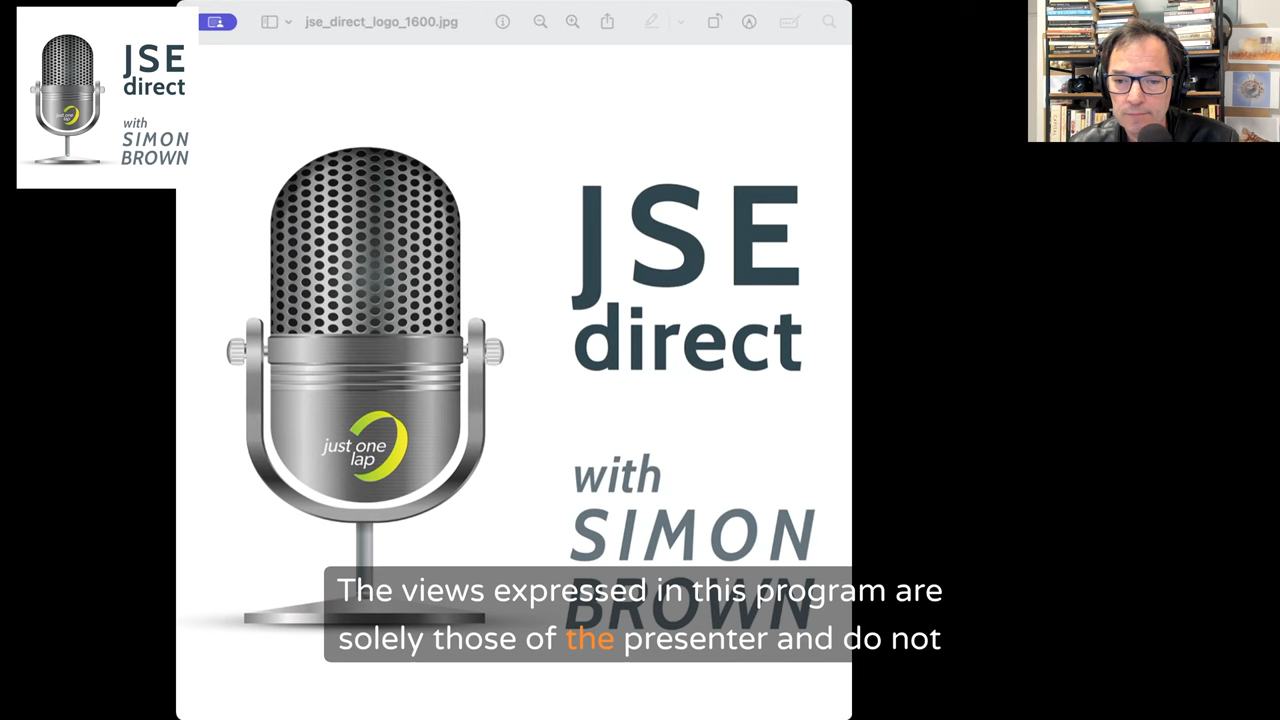 jse_direct_logo_1600.jpg
JSE
direct
with
SIMON
BROWN
just one
lap
JSE
direct
with
SIMON
BROWN
just one
lap
The views expressed in this program are
solely those of the presenter and do not